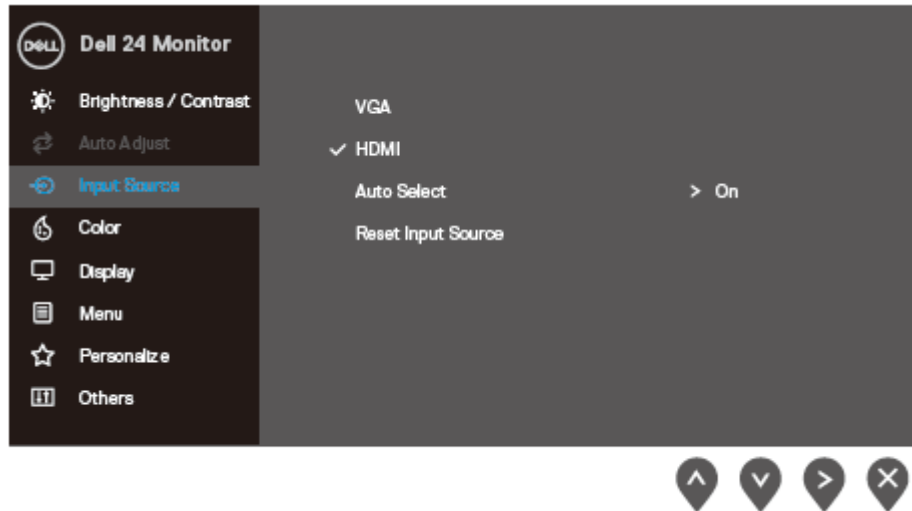 DELL Dell 24 Monitor
Brightness / Contrast
Auto Adjust
Input Source
Color
Display
Menu
Personalize
Others
VGA
HDMI
Auto Select > On
Reset Input Source